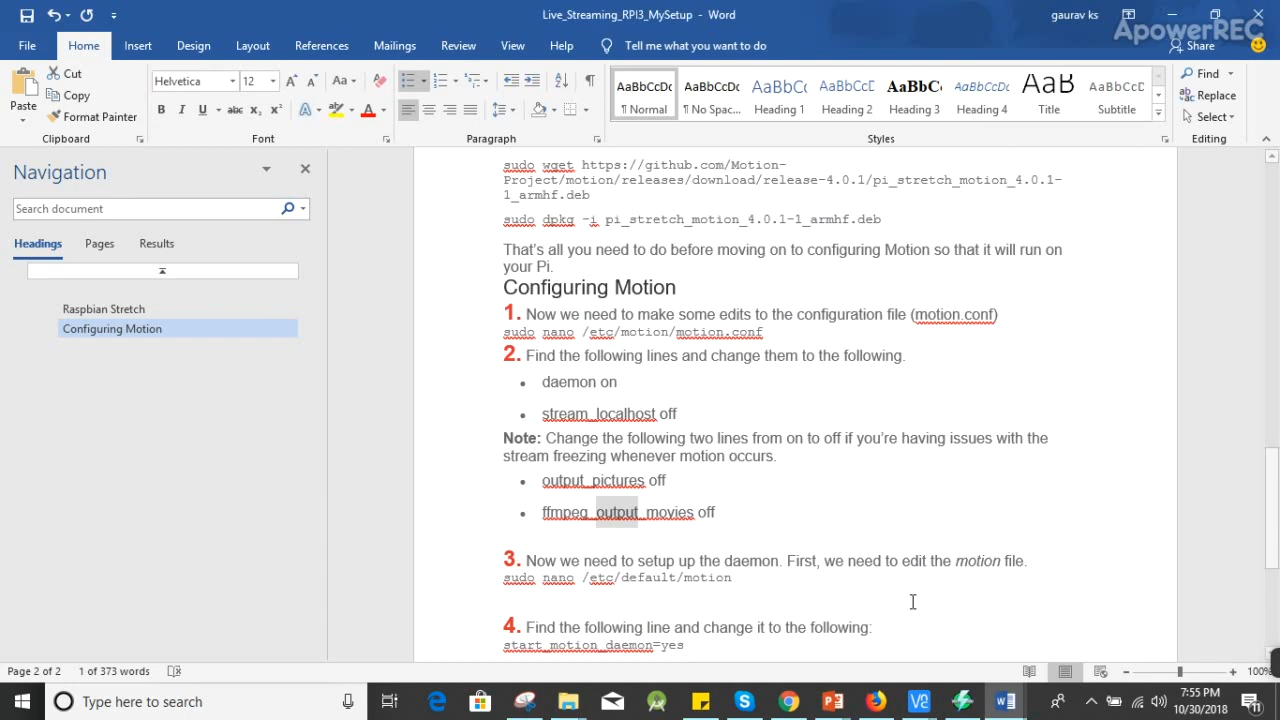 Live_Streaming_RPI3_MySetup - Word
gaurav ks
ApowerREC
File Home Insert Design Layout References Mailings Review View Help Tell me what you want to do Share
Paste
Cut
Copy
Format Painter
Helvetica 12
Normal
No Spac...
Heading 1
Heading 2
Heading 3
Heading 4
Title
Subtitle
Find
Replace
Select
Clipboard Font Paragraph Styles Editing
Navigation
Search document
Headings Pages Results
Raspbian Stretch
Configuring Motion
sudo wget https://github.com/Motion-
Project/motion/releases/download/release-4.0.1/pi_stretch_motion_4.0.1-
1_armhf.deb
sudo dpkg -i pi_stretch_motion_4.0.1-1_armhf.deb
That's all you need to do before moving on to configuring Motion so that it will run on
your Pi.
Configuring Motion
1. Now we need to make some edits to the configuration file (motion.conf)
sudo nano /etc/motion/motion.conf
2. Find the following lines and change them to the following.
• daemon on
• stream_localhost off
Note: Change the following two lines from on to off if you're having issues with the
stream freezing whenever motion occurs.
• output_pictures off
• ffmpeg_output_movies off
3. Now we need to setup up the daemon. First, we need to edit the motion file.
sudo nano /etc/default/motion
4. Find the following line and change it to the following:
start_motion_daemon=yes
Page 2 of 2 1 of 373 words 100%
Type here to search
7:55 PM
10/30/2018